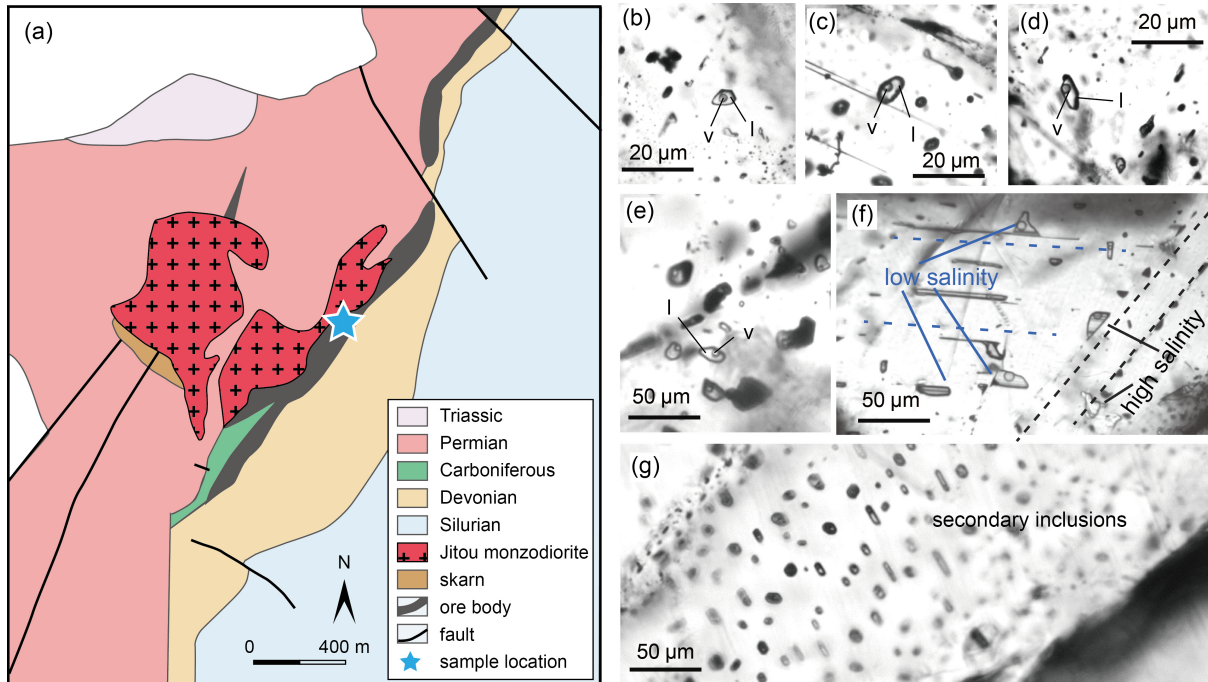 (a)
Triassic
Permian
Carboniferous
Devonian
Silurian
Jitou monzodiorite
skarn
ore body
fault
sample location
N
0 400 m
(b)
v l
20 µm
(c)
v l
20 µm
(d)
20 µm
l
v
(e)
l v
50 µm
(f)
low salinity
high salinity
50 µm
(g)
secondary inclusions
50 µm